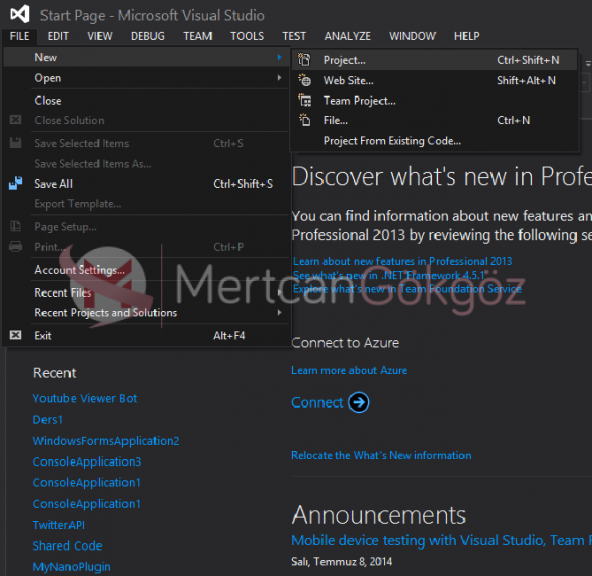 Start Page - Microsoft Visual Studio
FILE EDIT VIEW DEBUG TEAM TOOLS TEST ANALYZE WINDOW HELP
New
Open
Close
Close Solution
Save Selected Items Ctrl+S
Save Selected Items As...
Save All Ctrl+Shift+S
Export Template...
Page Setup...
Print... Ctrl+P
Account Settings...
Recent Files
Recent Projects and Solutions
Exit Alt+F4
Project... Ctrl+Shift+N
Web Site... Shift+Alt+N
Team Project...
File... Ctrl+N
Project From Existing Code...
MertcanGökgöz
Recent
Youtube Viewer Bot
Ders1
WindowsFormsApplication2
ConsoleApplication3
ConsoleApplication1
ConsoleApplication1
TwitterAPI
Shared Code
MyNanoPlugin
Discover what's new in Profe
You can find information about new features an
Professional 2013 by reviewing the following se
Learn about new features in Professional 2013
See what's new in .NET Framework 4.5.1
Explore what's new in Team Foundation Service
Connect to Azure
Learn more about Azure
Connect
Relocate the What's New information
Announcements
Mobile device testing with Visual Studio, Team F
Salı, Temmuz 8, 2014